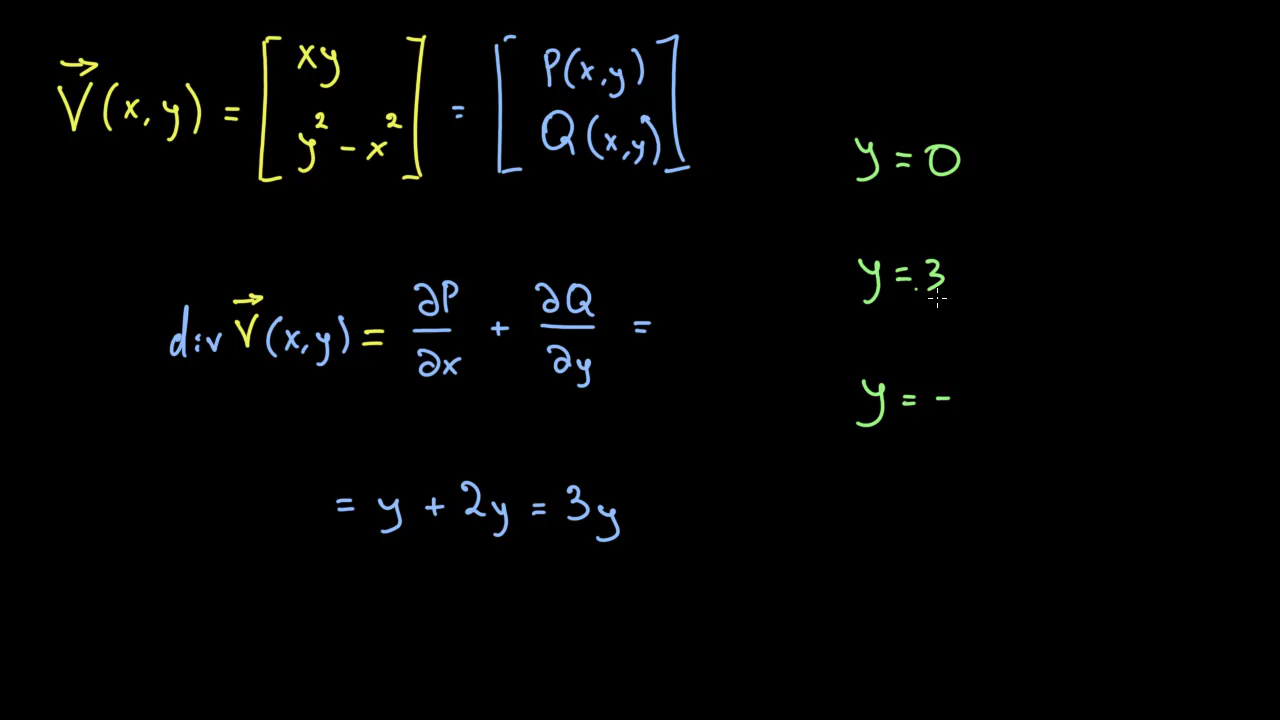 V⃗(x,y) = [ xy ; y² - x² ] = [ P(x,y) ; Q(x,y) ]
y = 0
y = 3
div V⃗(x,y) = ∂P/∂x + ∂Q/∂y =
y = -
= y + 2y = 3y